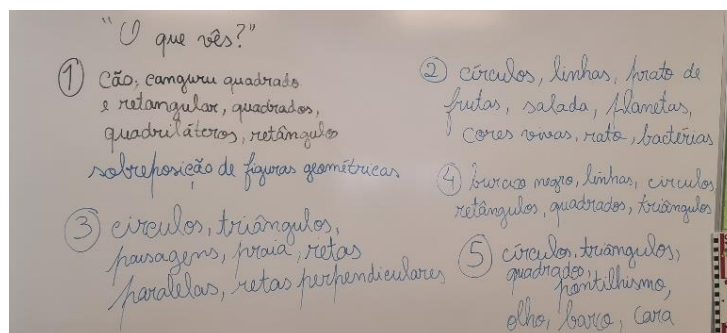 "O que vês?"
① Cão, canguru quadrado
e retangular, quadrados,
quadriláteros, retângulo
sobreposição de figuras geométricas
② círculos, linhas, prato de
frutas, salada, planetas,
cores vivas, rato, bactérias
③ círculos, triângulos,
paisagens, praia, retas
paralelas, retas perpendiculares
④ buraco negro, linhas, círculos
retângulos, quadrados, triângulos
⑤ círculos, triângulos,
quadrados, pontilhismo,
olho, barco, cara